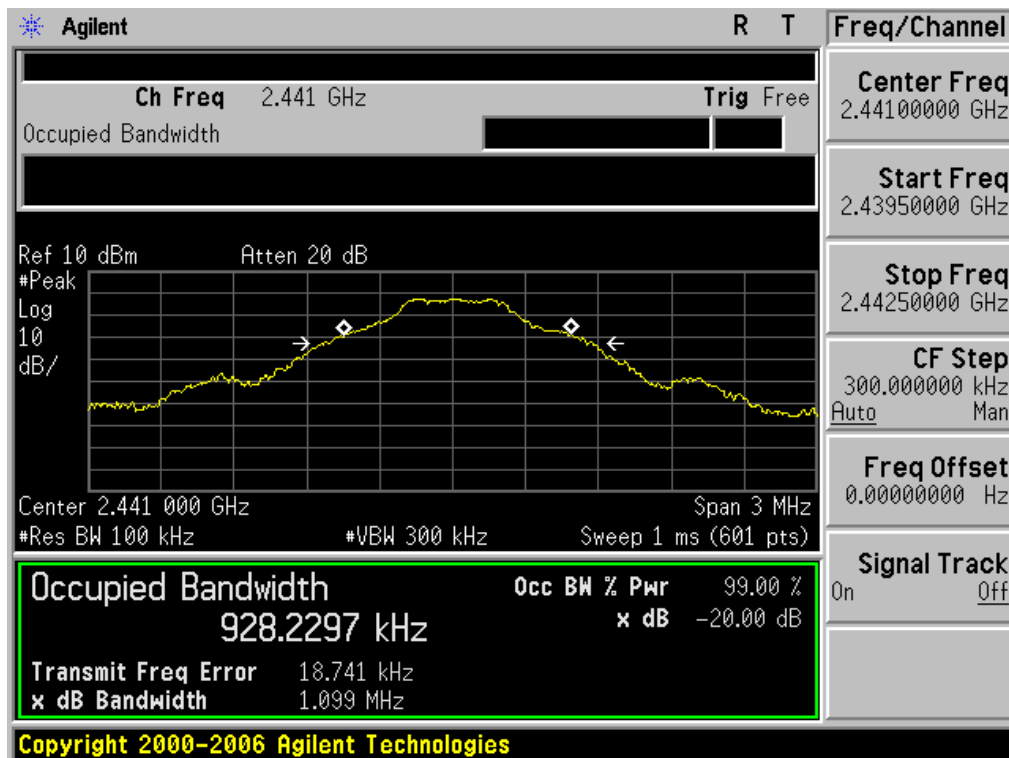 Agilent R T
Ch Freq 2.441 GHz Trig Free
Occupied Bandwidth
Ref 10 dBm Atten 20 dB
#Peak
Log
10
dB/
Center 2.441 000 GHz Span 3 MHz
#Res BW 100 kHz #VBW 300 kHz Sweep 1 ms (601 pts)
Occupied Bandwidth Occ BW % Pwr 99.00 %
928.2297 kHz x dB -20.00 dB
Transmit Freq Error 18.741 kHz
x dB Bandwidth 1.099 MHz
Copyright 2000-2006 Agilent Technologies
Freq/Channel
Center Freq
2.44100000 GHz
Start Freq
2.43950000 GHz
Stop Freq
2.44250000 GHz
CF Step
300.000000 kHz
Auto Man
Freq Offset
0.00000000 Hz
Signal Track
On Off